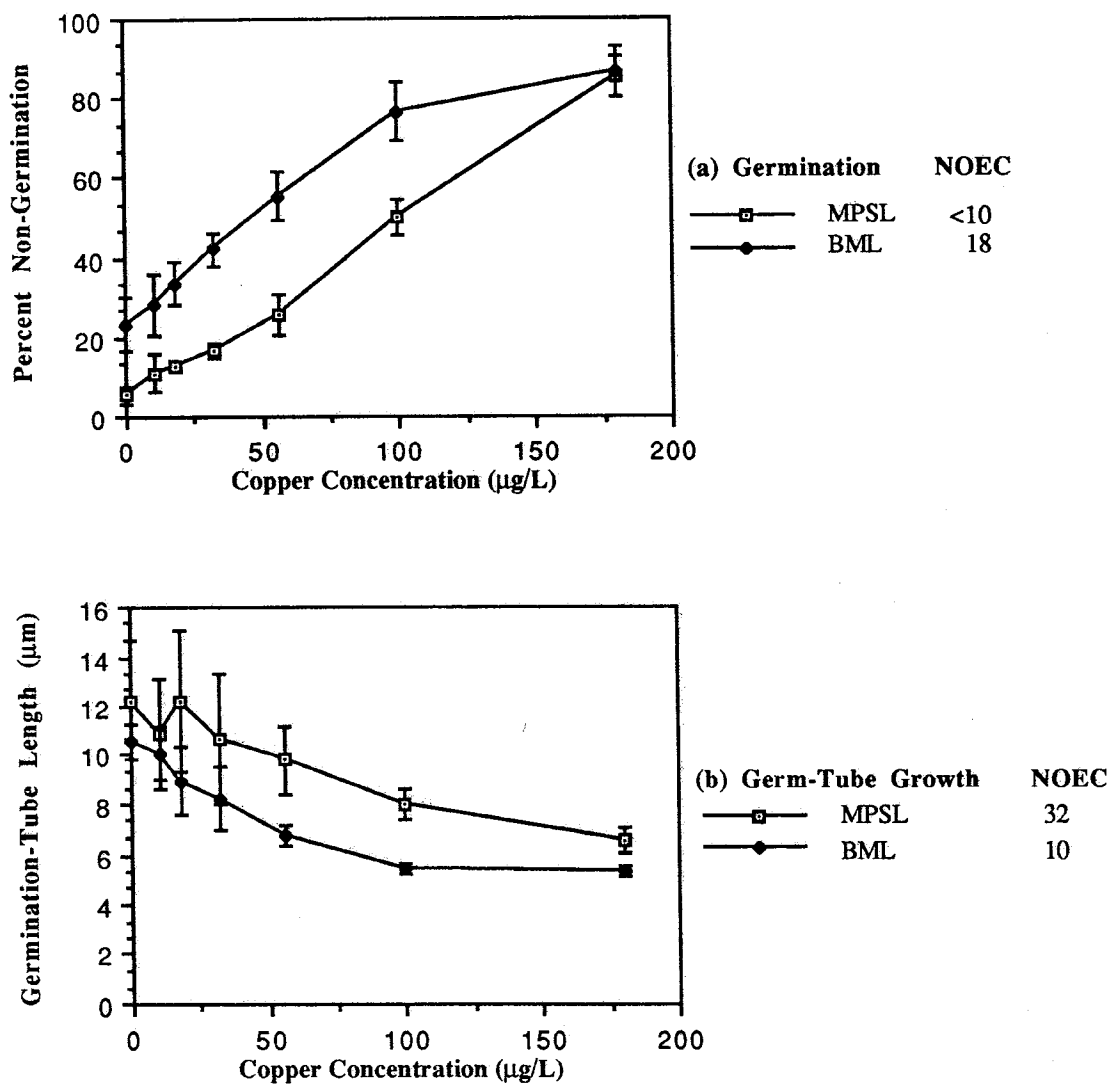 100
80
60
40
20
0
Percent Non-Germination
0 50 100 150 200
Copper Concentration (µg/L)
(a) Germination NOEC
MPSL <10
BML 18
16
14
12
10
8
6
4
2
0
Germination-Tube Length (µm)
0 50 100 150 200
Copper Concentration (µg/L)
(b) Germ-Tube Growth NOEC
MPSL 32
BML 10